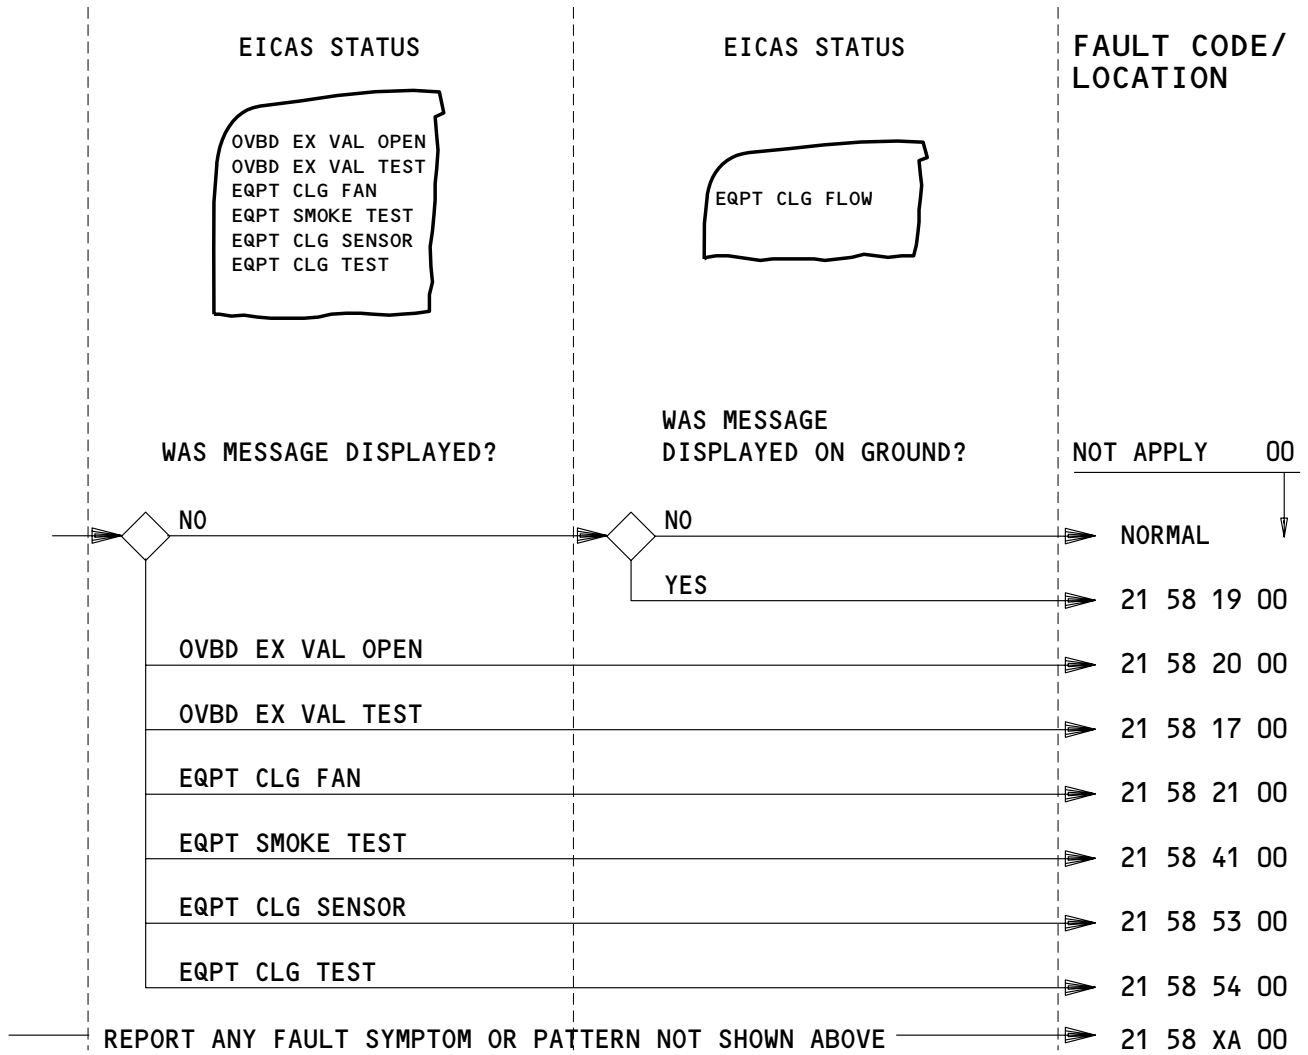 EICAS STATUS
EICAS STATUS
FAULT CODE/
LOCATION
OVBD EX VAL OPEN
OVBD EX VAL TEST
EQPT CLG FAN
EQPT SMOKE TEST
EQPT CLG SENSOR
EQPT CLG TEST
EQPT CLG FLOW
WAS MESSAGE DISPLAYED?
WAS MESSAGE
DISPLAYED ON GROUND?
NOT APPLY 00
NO
NO
NORMAL
YES
21 58 19 00
OVBD EX VAL OPEN
21 58 20 00
OVBD EX VAL TEST
21 58 17 00
EQPT CLG FAN
21 58 21 00
EQPT SMOKE TEST
21 58 41 00
EQPT CLG SENSOR
21 58 53 00
EQPT CLG TEST
21 58 54 00
REPORT ANY FAULT SYMPTOM OR PATTERN NOT SHOWN ABOVE
21 58 XA 00